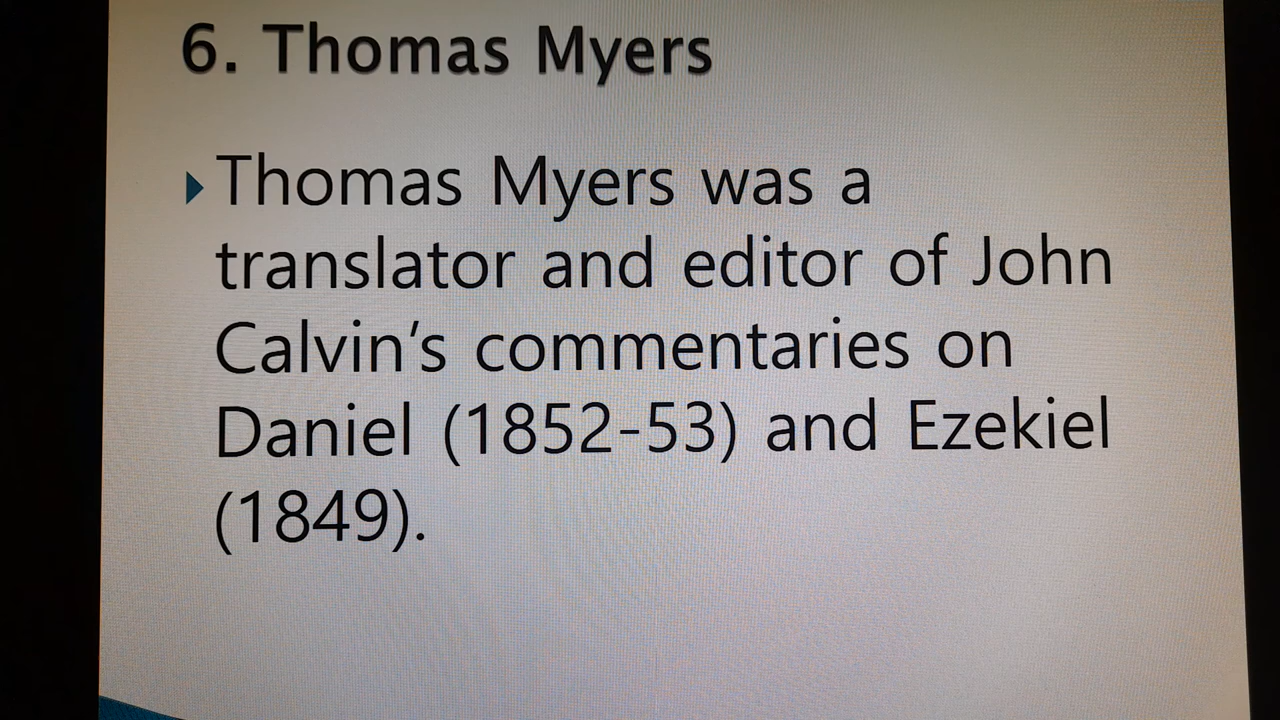 6. Thomas Myers
Thomas Myers was a
translator and editor of John
Calvin’s commentaries on
Daniel (1852-53) and Ezekiel
(1849).